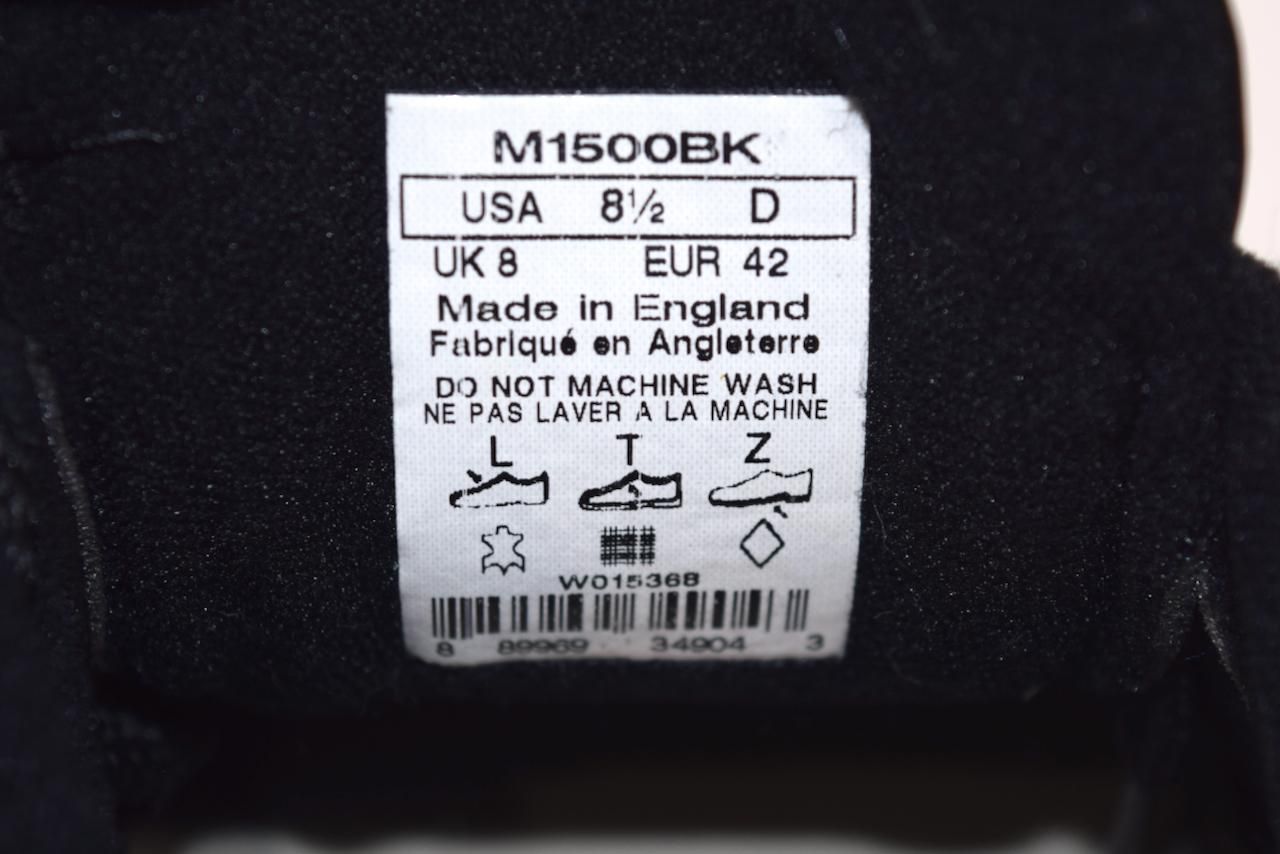 M1500BK
USA 8½ D
UK 8 EUR 42
Made in England
Fabriqué en Angleterre
DO NOT MACHINE WASH
NE PAS LAVER A LA MACHINE
L T Z
W015368
8 89969 34904 3